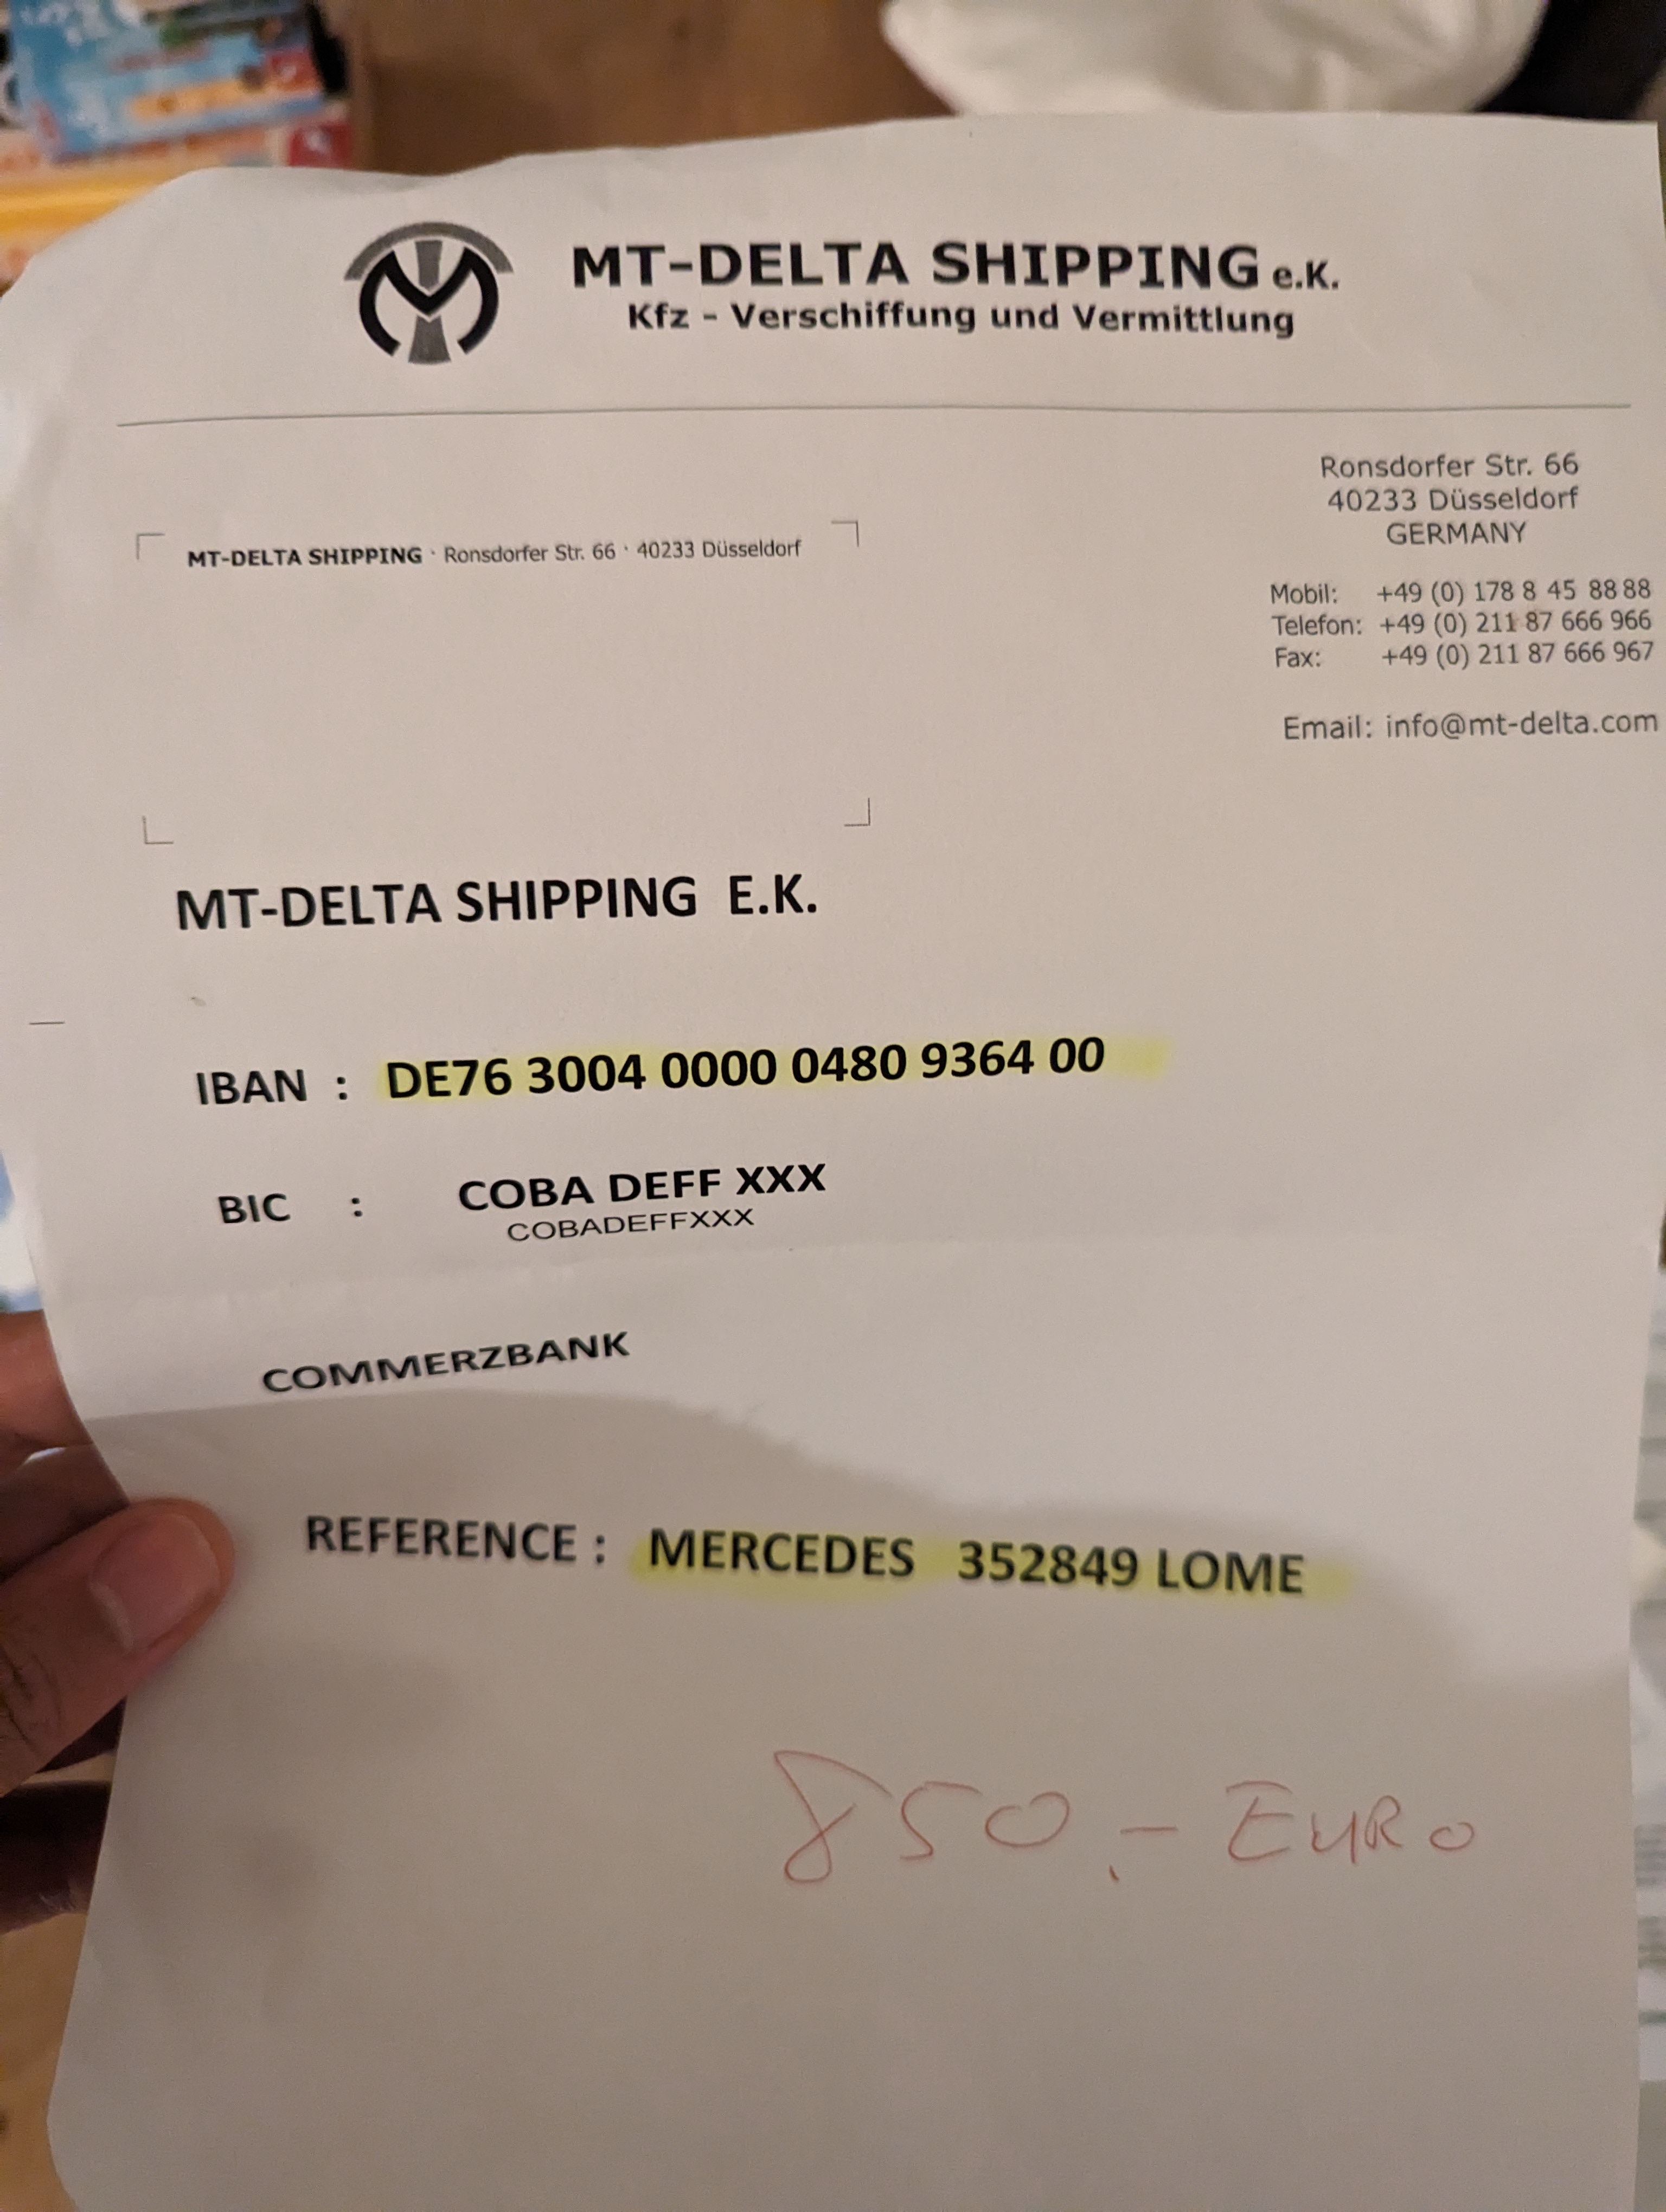 MT-DELTA SHIPPING e.K.
Kfz - Verschiffung und Vermittlung
Ronsdorfer Str. 66
40233 Düsseldorf
GERMANY
MT-DELTA SHIPPING · Ronsdorfer Str. 66 · 40233 Düsseldorf
Mobil: +49 (0) 178 8 45 88 88
Telefon: +49 (0) 211 87 666 966
Fax: +49 (0) 211 87 666 967
Email: info@mt-delta.com
MT-DELTA SHIPPING E.K.
IBAN : DE76 3004 0000 0480 9364 00
BIC : COBA DEFF XXX
COBADEFFXXX
COMMERZBANK
REFERENCE : MERCEDES 352849 LOME
850,- EURO